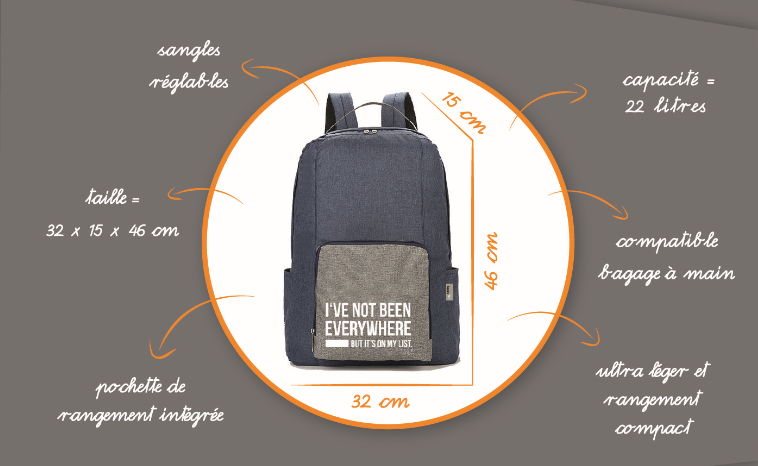 sangles
réglables
capacité =
22 litres
15 cm
taille =
32 x 15 x 46 cm
46 cm
compatible
bagage à main
I'VE NOT BEEN
EVERYWHERE
BUT IT'S ON MY LIST.
pochette de
rangement intégrée
32 cm
ultra léger et
rangement
compact